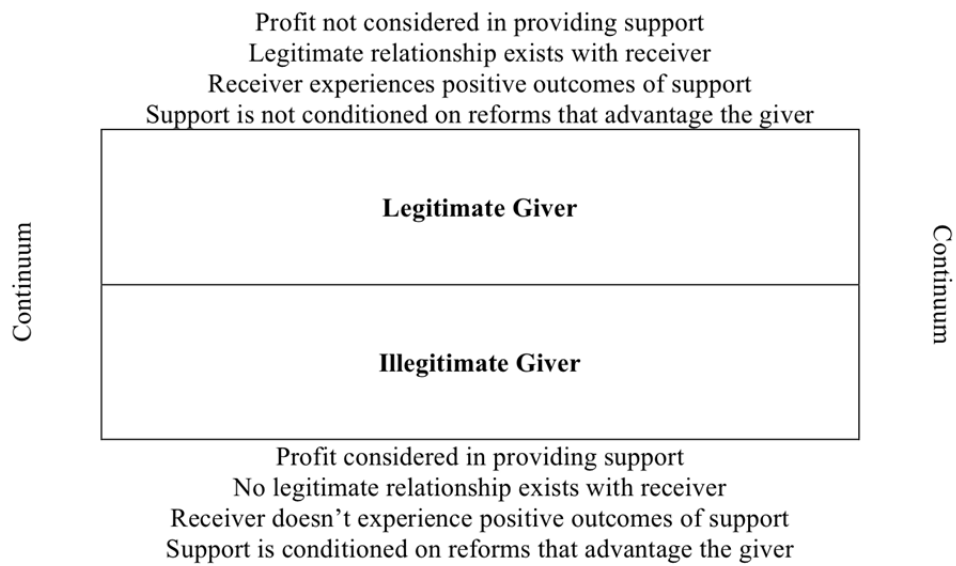 Profit not considered in providing support
Legitimate relationship exists with receiver
Receiver experiences positive outcomes of support
Support is not conditioned on reforms that advantage the giver
Continuum
Legitimate Giver
Continuum
Illegitimate Giver
Profit considered in providing support
No legitimate relationship exists with receiver
Receiver doesn’t experience positive outcomes of support
Support is conditioned on reforms that advantage the giver